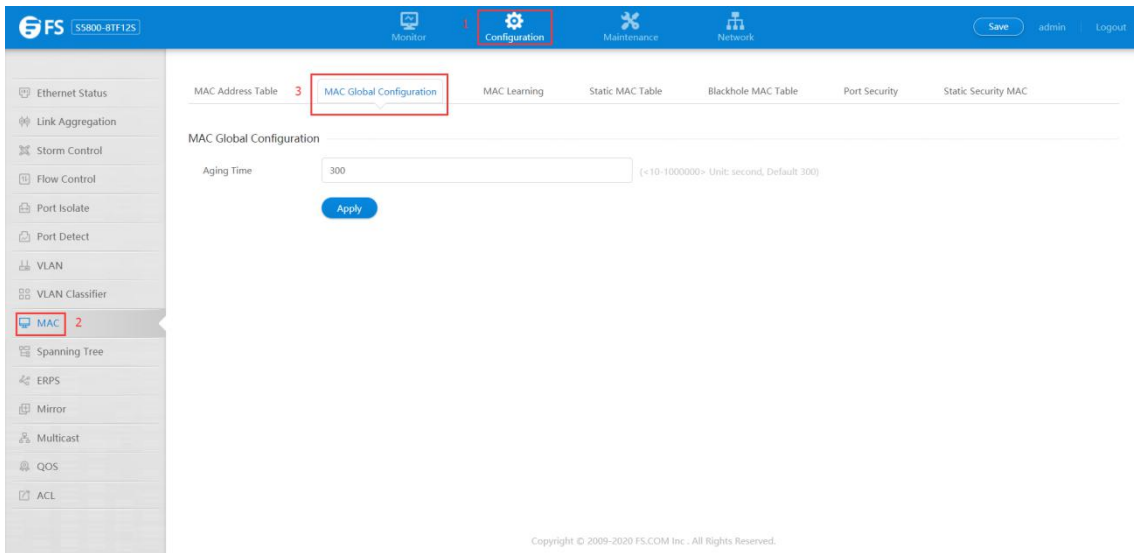 FS S5800-8TF12S
Monitor
1 Configuration
Maintenance
Network
Save admin Logout
Ethernet Status
Link Aggregation
Storm Control
Flow Control
Port Isolate
Port Detect
VLAN
VLAN Classifier
MAC 2
Spanning Tree
ERPS
Mirror
Multicast
QOS
ACL
MAC Address Table 3 MAC Global Configuration MAC Learning Static MAC Table Blackhole MAC Table Port Security Static Security MAC
MAC Global Configuration
Aging Time 300 (<10-1000000> Unit: second, Default 300)
Apply
Copyright © 2009-2020 FS.COM Inc . All Rights Reserved.